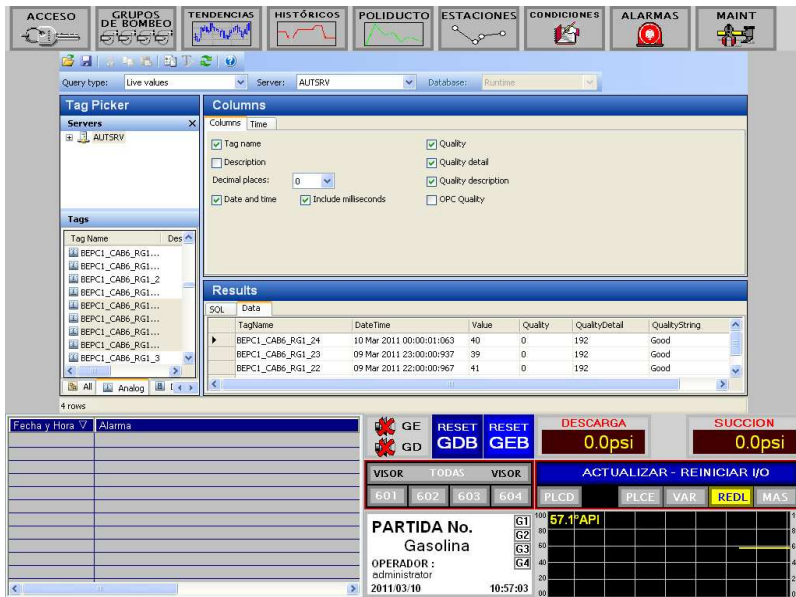 ACCESO
GRUPOS DE BOMBEO
TENDENCIAS
HISTÓRICOS
POLIDUCTO
ESTACIONES
CONDICIONES
ALARMAS
MAINT
Query type: Live values Server: AUTSRV Database: Runtime
Tag Picker
Servers X
AUTSRV
Tags
Tag Name Des
BEPC1_CAB6_RG1...
BEPC1_CAB6_RG1...
BEPC1_CAB6_RG1_2
BEPC1_CAB6_RG1...
BEPC1_CAB6_RG1...
BEPC1_CAB6_RG1...
BEPC1_CAB6_RG1...
BEPC1_CAB6_RG1...
BEPC1_CAB6_RG1_3
All Analog
4 rows
Columns
Columns Time
Tag name Quality
Description Quality detail
Decimal places: 0 Quality description
Date and time Include milliseconds OPC Quality
Results
SQL Data
TagName DateTime Value Quality QualityDetail QualityString
BEPC1_CAB6_RG1_24 10 Mar 2011 00:00:01:063 40 0 192 Good
BEPC1_CAB6_RG1_23 09 Mar 2011 23:00:00:937 39 0 192 Good
BEPC1_CAB6_RG1_22 09 Mar 2011 22:00:00:967 41 0 192 Good
Fecha y Hora Alarma
GE
GD
RESET GDB
RESET GEB
DESCARGA
0.0psi
SUCCION
0.0psi
VISOR TODAS VISOR
601 602 603 604
ACTUALIZAR - REINICIAR I/O
PLCD PLCE VAR REDL MAS
PARTIDA No.
Gasolina
OPERADOR :
administrator
2011/03/10 10:57:03
G1
G2
G3
G4
57.1ºAPI
100
80
60
40
20
00